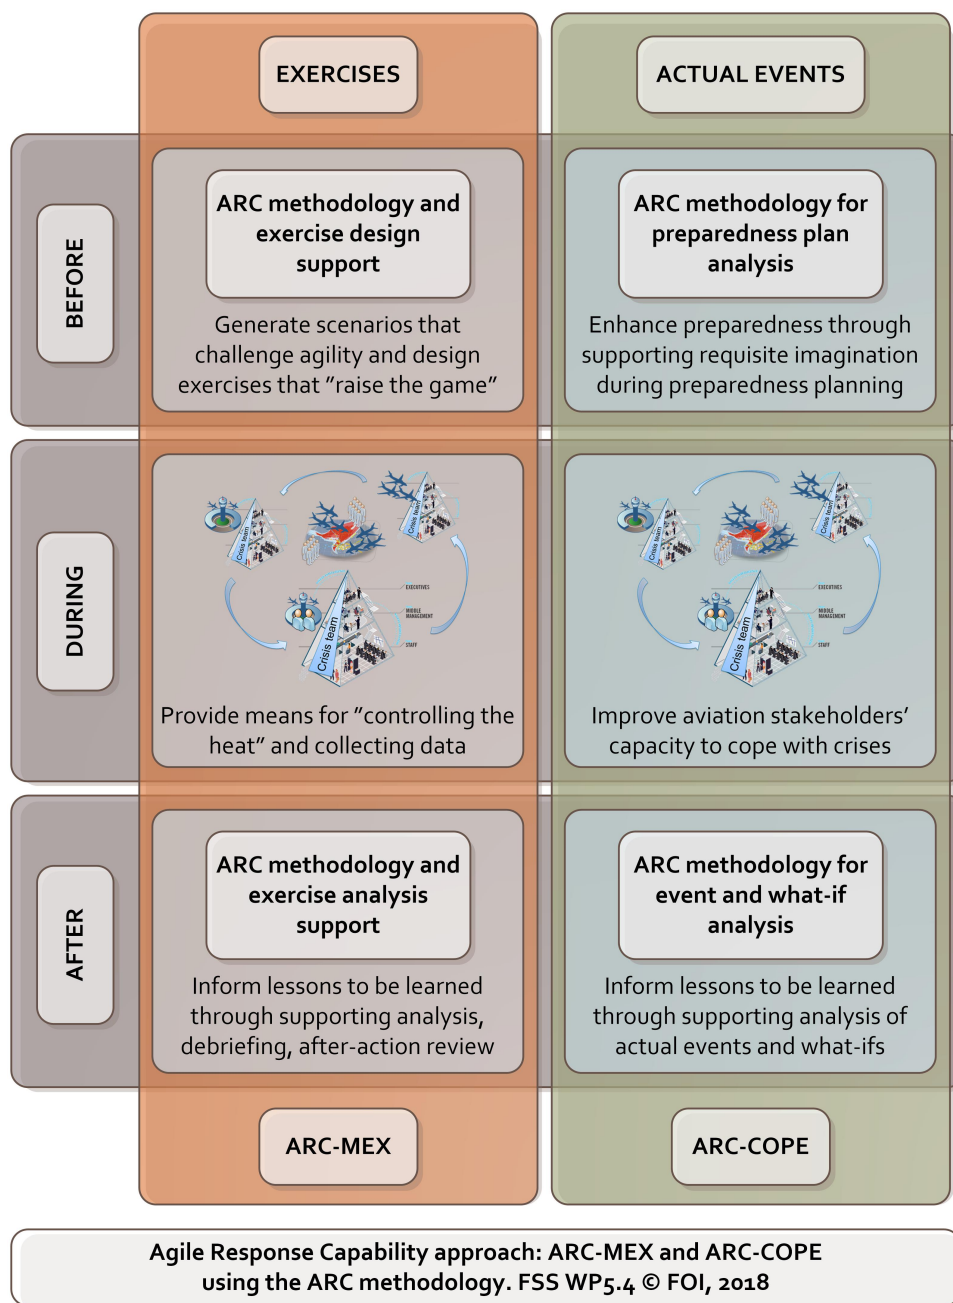 EXERCISES
ACTUAL EVENTS
BEFORE
ARC methodology and
exercise design
support
Generate scenarios that
challenge agility and design
exercises that “raise the game”
ARC methodology for
preparedness plan
analysis
Enhance preparedness through
supporting requisite imagination
during preparedness planning
DURING
Crisis team
Crisis team
Crisis team
EXECUTIVES
MIDDLE
MANAGEMENT
STAFF
Provide means for “controlling the
heat” and collecting data
Crisis team
Crisis team
Crisis team
EXECUTIVES
MIDDLE
MANAGEMENT
STAFF
Improve aviation stakeholders’
capacity to cope with crises
AFTER
ARC methodology and
exercise analysis
support
Inform lessons to be learned
through supporting analysis,
debriefing, after-action review
ARC methodology for
event and what-if
analysis
Inform lessons to be learned
through supporting analysis of
actual events and what-ifs
ARC-MEX
ARC-COPE
Agile Response Capability approach: ARC-MEX and ARC-COPE
using the ARC methodology. FSS WP5.4 © FOI, 2018